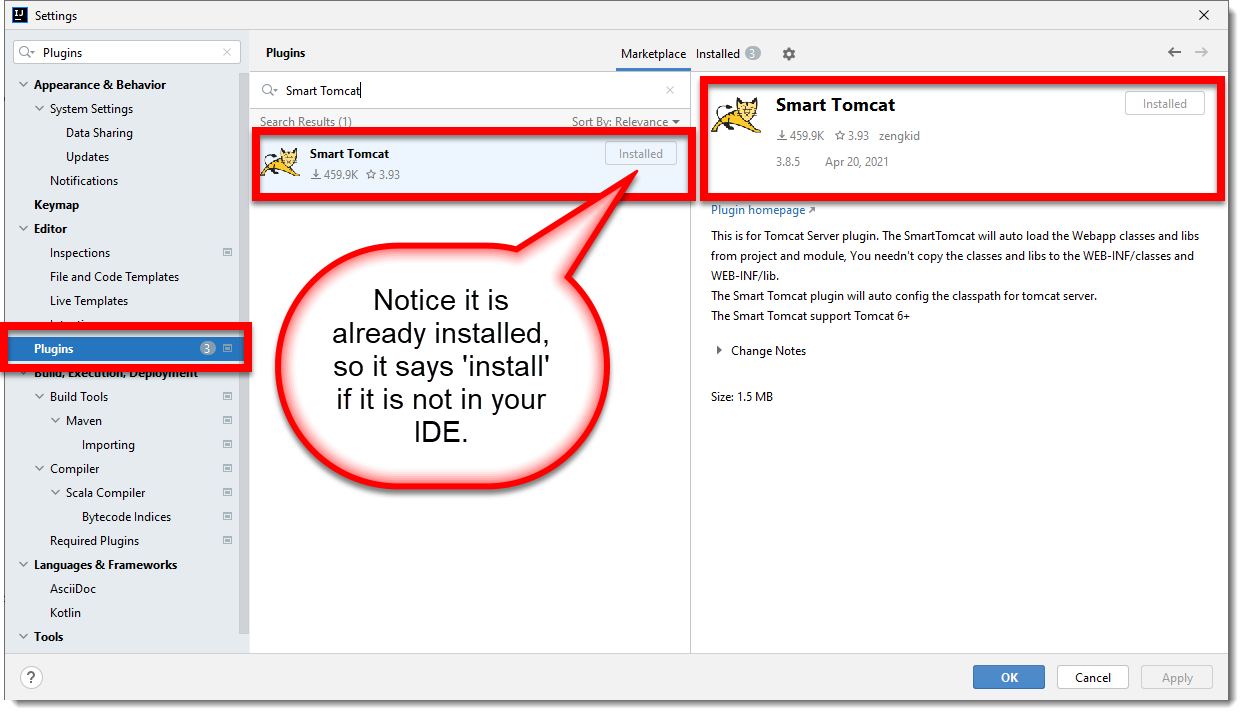 Settings
Plugins
Appearance & Behavior
System Settings
Data Sharing
Updates
Notifications
Keymap
Editor
Inspections
File and Code Templates
Live Templates
Plugins 3
Build, Execution, Deployment
Build Tools
Maven
Importing
Compiler
Scala Compiler
Bytecode Indices
Required Plugins
Languages & Frameworks
AsciiDoc
Kotlin
Tools
Plugins
Marketplace Installed 3
Smart Tomcat
Search Results (1) Sort By: Relevance
Smart Tomcat Installed
459.9K 3.93
Notice it is
already installed,
so it says 'install'
if it is not in your
IDE.
Smart Tomcat Installed
459.9K 3.93 zengkid
3.8.5 Apr 20, 2021
Plugin homepage
This is for Tomcat Server plugin. The SmartTomcat will auto load the Webapp classes and libs
from project and module, You needn't copy the classes and libs to the WEB-INF/classes and
WEB-INF/lib.
The Smart Tomcat plugin will auto config the classpath for tomcat server.
The Smart Tomcat support Tomcat 6+
Change Notes
Size: 1.5 MB
?
OK Cancel Apply